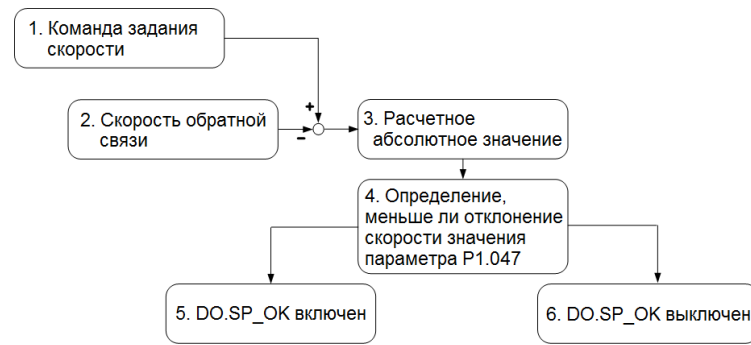 1. Команда задания
скорости
+
2. Скорость обратной
связи
-
3. Расчетное
абсолютное значение
4. Определение,
меньше ли отклонение
скорости значения
параметра P1.047
5. DO.SP_OK включен
6. DO.SP_OK выключен